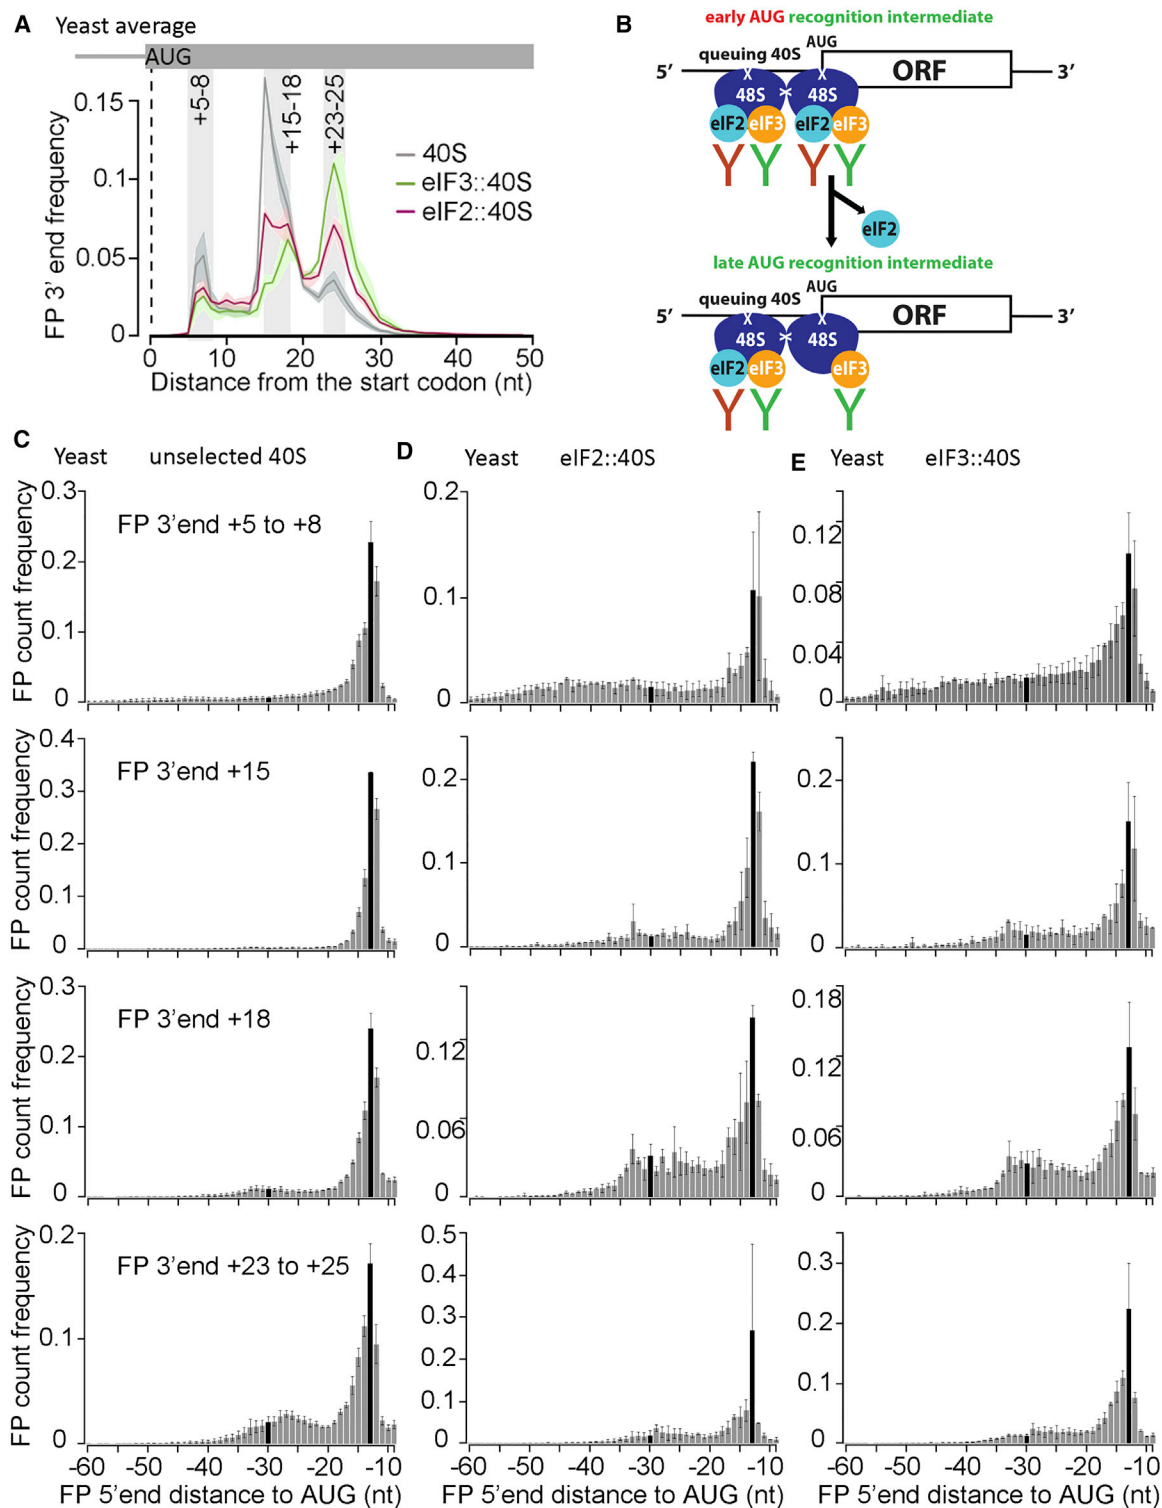 A Yeast average
AUG
FP 3' end frequency
0.15
0.1
0.05
0
+5-8
+15-18
+23-25
40S
eIF3::40S
eIF2::40S
0 10 20 30 40 50
Distance from the start codon (nt)
B
early AUG recognition intermediate
queuing 40S AUG
5' ORF 3'
48S 48S
eIF2 eIF3 eIF2 eIF3
eIF2
late AUG recognition intermediate
queuing 40S AUG
5' ORF 3'
48S 48S
eIF2 eIF3 eIF3
C
Yeast unselected 40S
FP count frequency
0.3
0.2
0.1
0
FP 3'end +5 to +8
FP count frequency
0.4
0.3
0.2
0.1
0
FP 3'end +15
FP count frequency
0.3
0.2
0.1
0
FP 3'end +18
FP count frequency
0.2
0.1
0
FP 3'end +23 to +25
-60 -50 -40 -30 -20 -10
FP 5'end distance to AUG (nt)
D
Yeast eIF2::40S
0.2
0.1
0
0.2
0.1
0
0.12
0.06
0
0.5
0.4
0.3
0.2
0.1
0
-60 -50 -40 -30 -20 -10
FP 5'end distance to AUG (nt)
E Yeast eIF3::40S
0.12
0.08
0.04
0
0.2
0.1
0
0.18
0.12
0.06
0
0.3
0.2
0.1
0
-60 -50 -40 -30 -20 -10
FP 5'end distance to AUG (nt)